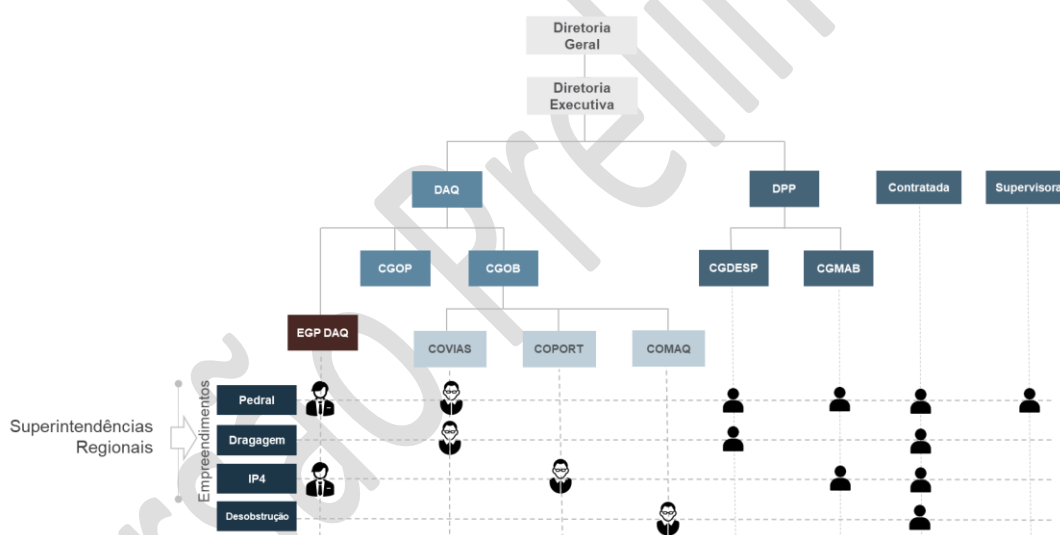 Diretoria
Geral
Diretoria
Executiva
DAQ
DPP
Contratada
Supervisora
CGOP
CGOB
CGDESP
CGMAB
EGP DAQ
COVIAS
COPORT
COMAQ
Superintendências
Regionais
Empreendimentos
Pedral
Dragagem
IP4
Desobstrução